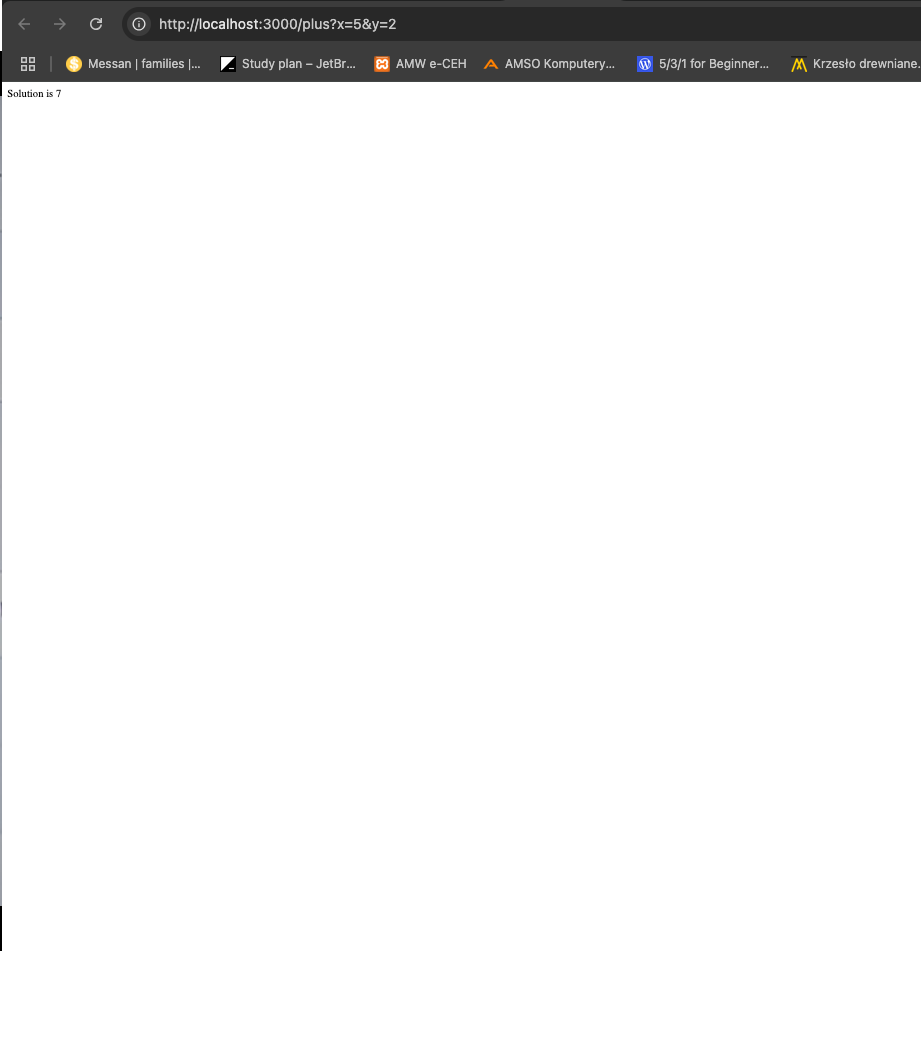 http://localhost:3000/plus?x=5&y=2
Messan | families |... Study plan – JetBr... AMW e-CEH AMSO Komputery... 5/3/1 for Beginner... Krzesło drewniane.
Solution is 7